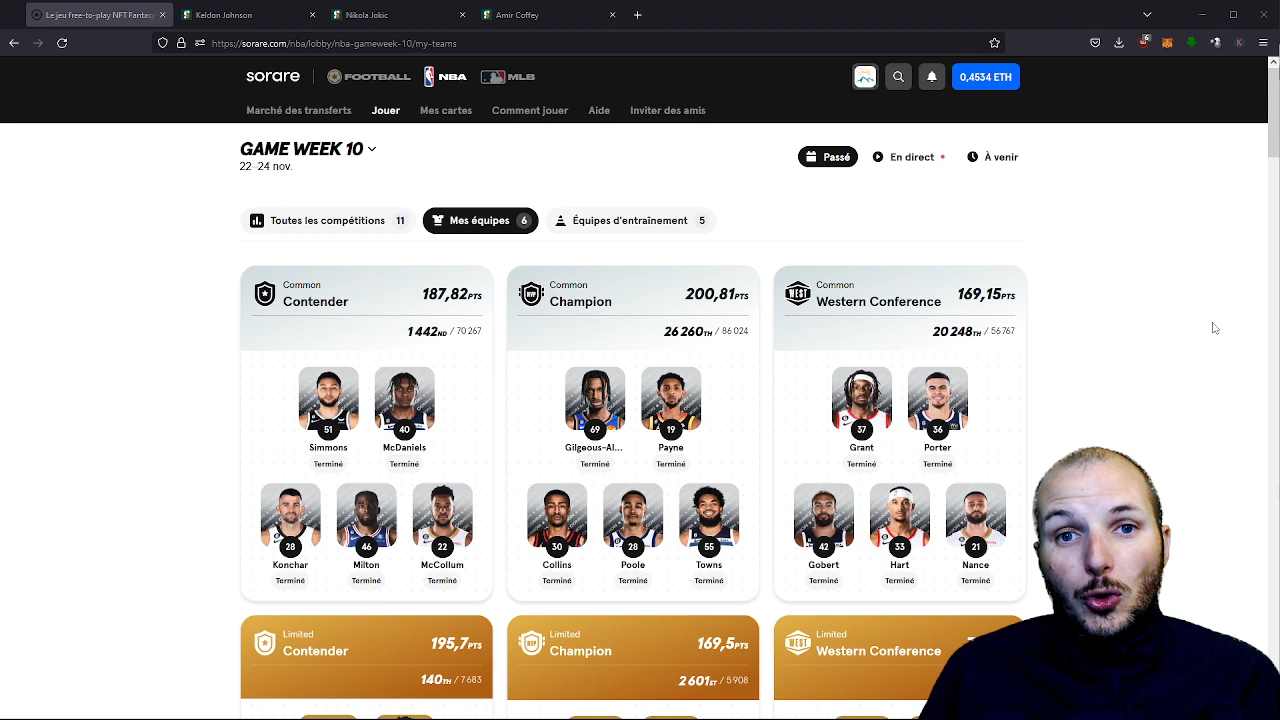 Le jeu free-to-play NFT Fantasy
Keldon Johnson
Nikola Jokic
Amir Coffey
https://sorare.com/nba/lobby/nba-gameweek-10/my-teams
6
K
sorare FOOTBALL NBA MLB 0,4534 ETH
Marché des transferts Jouer Mes cartes Comment jouer Aide Inviter des amis
GAME WEEK 10
22–24 nov.
Passé En direct À venir
Toutes les compétitions 11 Mes équipes 6 Équipes d'entraînement 5
Common
Contender 187,82PTS
1 442ND / 70 267
51 40
Simmons McDaniels
Terminé Terminé
28 46 22
Konchar Milton McCollum
Terminé Terminé Terminé
MVP Common
Champion 200,81PTS
26 260TH / 86 024
69 19
Gilgeous-Al... Payne
Terminé Terminé
30 28 55
Collins Poole Towns
Terminé Terminé Terminé
WEST Common
Western Conference 169,15PTS
20 248TH / 56 767
37 36
Grant Porter
Terminé Terminé
42 33 21
Gobert Hart Nance
Terminé Terminé Terminé
Limited
Contender 195,7PTS
140TH / 7 683
MVP Limited
Champion 169,5PTS
2 601ST / 5 908
WEST Limited
Western Conference